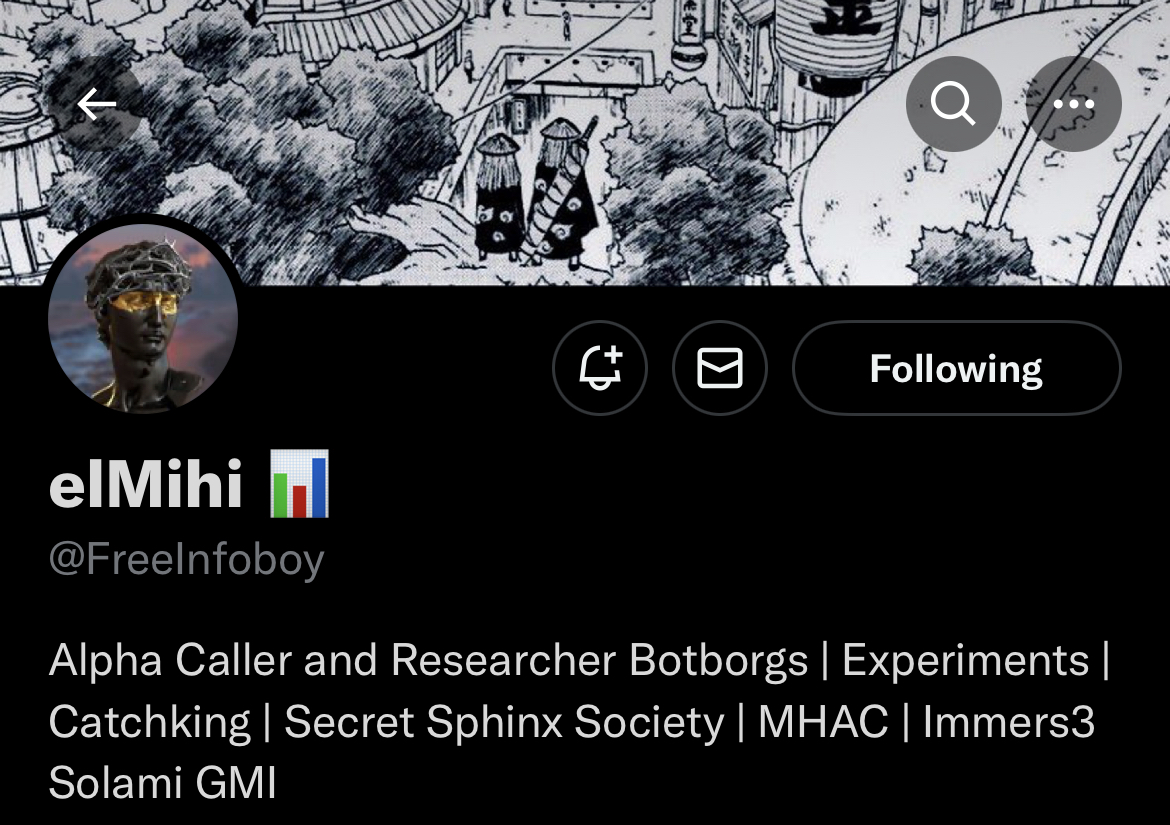 Following
elMihi
@FreeInfoboy
Alpha Caller and Researcher Botborgs | Experiments |
Catchking | Secret Sphinx Society | MHAC | Immers3
Solami GMI